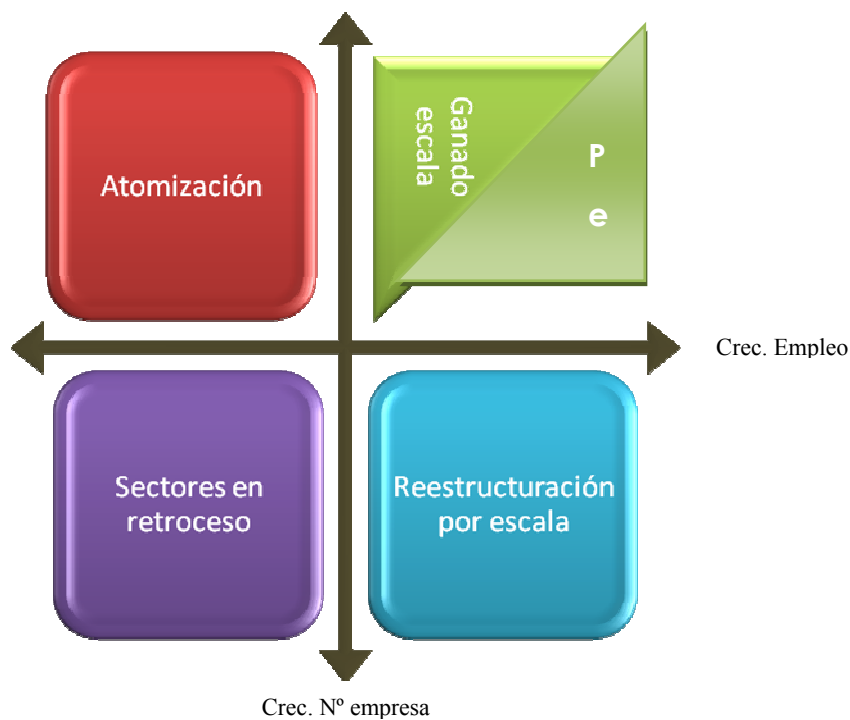 Atomización
Ganado
escala
P
e
Crec. Empleo
Sectores en
retroceso
Reestructuración
por escala
Crec. Nº empresa